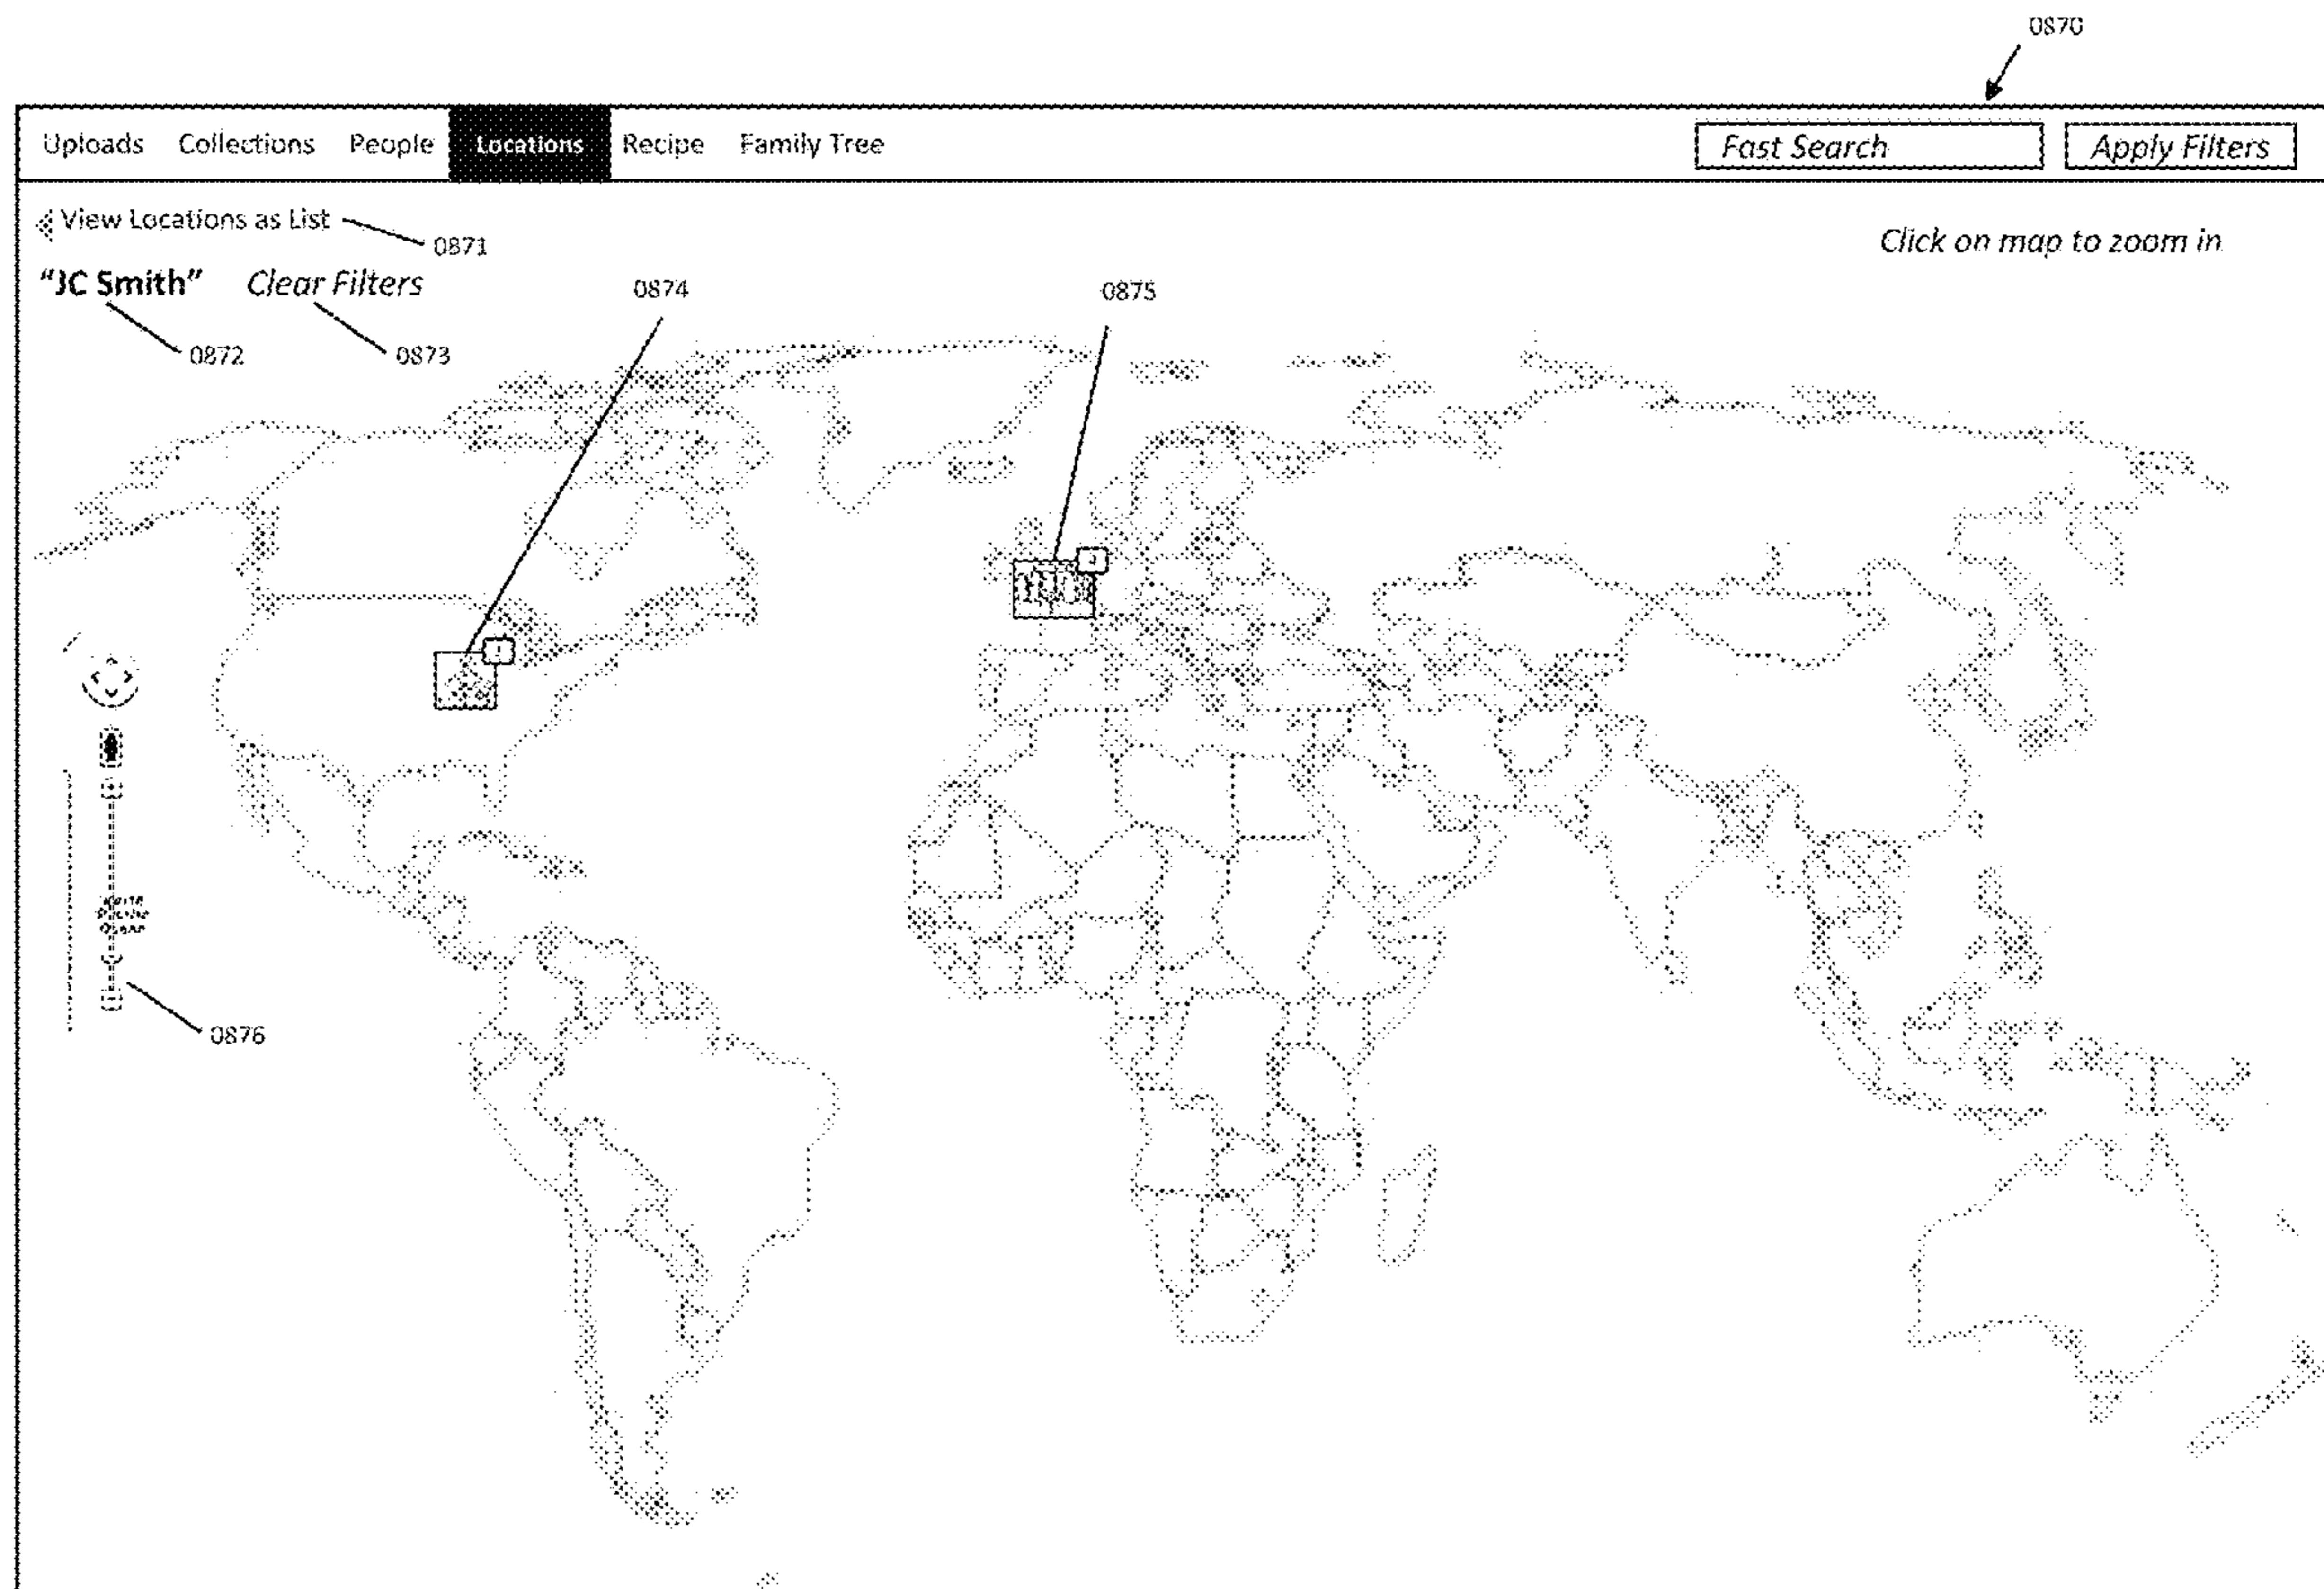 0870
Uploads Collections People Locations Recipe Family Tree Fast Search Apply Filters
View Locations as List 0871 Click on map to zoom in
"JC Smith" Clear Filters 0874 0875
0872 0873
0876